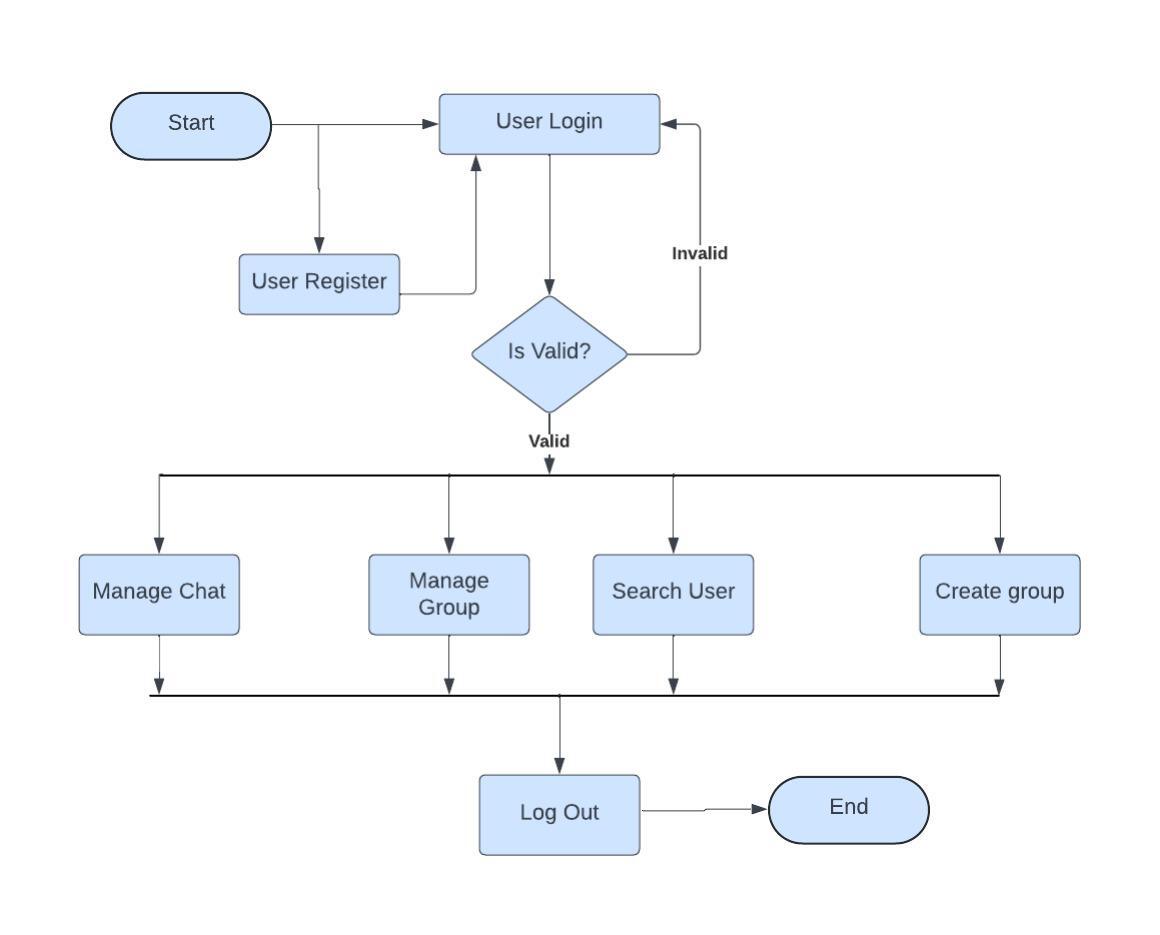 Start
User Login
User Register
Invalid
Is Valid?
Valid
Manage Chat
Manage
Group
Search User
Create group
Log Out
End